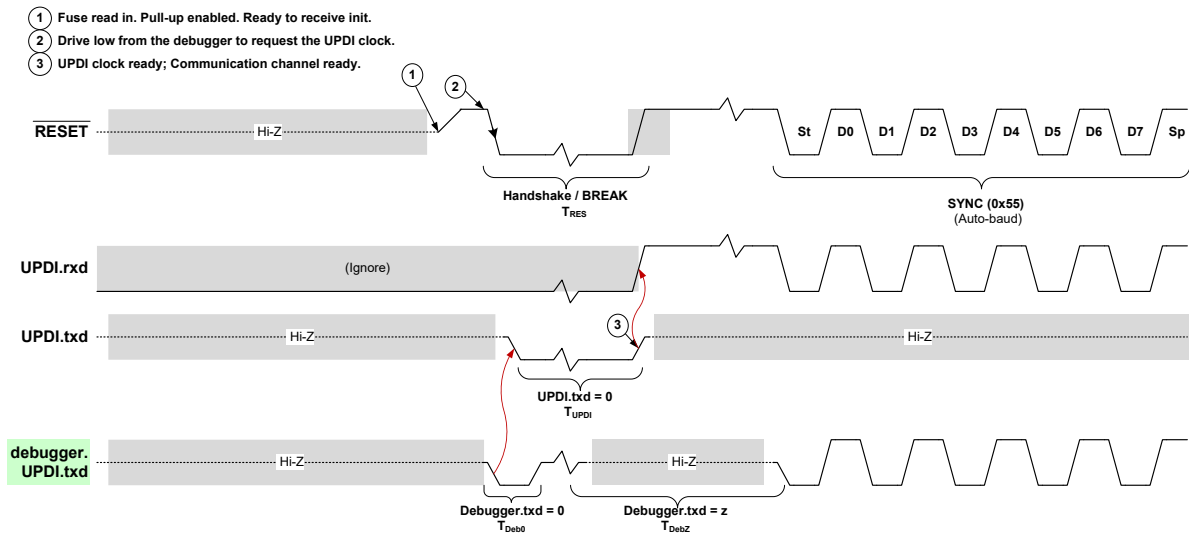 1 Fuse read in. Pull-up enabled. Ready to receive init.
2 Drive low from the debugger to request the UPDI clock.
3 UPDI clock ready; Communication channel ready.
1
2
RESET
Hi-Z
St D0 D1 D2 D3 D4 D5 D6 D7 Sp
Handshake / BREAK
TRES
SYNC (0x55)
(Auto-baud)
UPDI.rxd
(Ignore)
UPDI.txd
Hi-Z
3
Hi-Z
UPDI.txd = 0
TUPDI
debugger.
UPDI.txd
Hi-Z
Hi-Z
Debugger.txd = 0
TDeb0
Debugger.txd = z
TDebZ